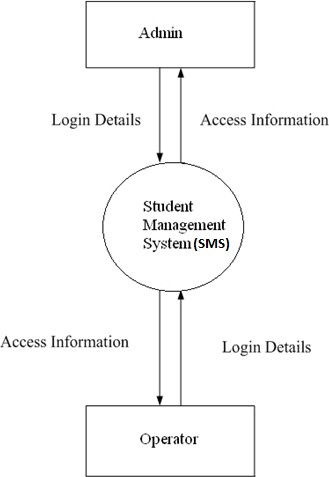 Admin
Login Details
Access Information
Student
Management
System (SMS)
Access Information
Login Details
Operator